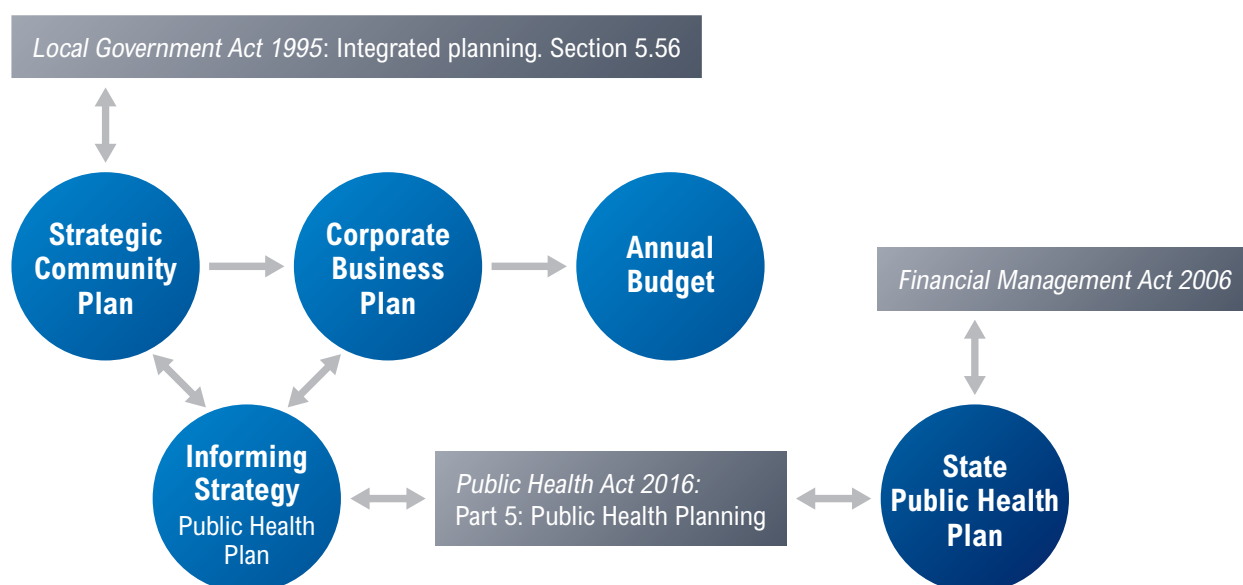 Local Government Act 1995: Integrated planning. Section 5.56
Strategic
Community
Plan
Corporate
Business
Plan
Annual
Budget
Financial Management Act 2006
Informing
Strategy
Public Health
Plan
Public Health Act 2016:
Part 5: Public Health Planning
State
Public Health
Plan